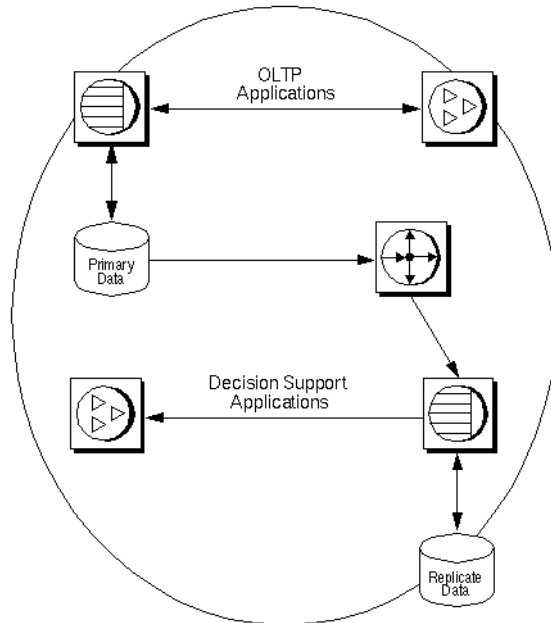 OLTP
Applications
Primary
Data
Decision Support
Applications
Replicate
Data